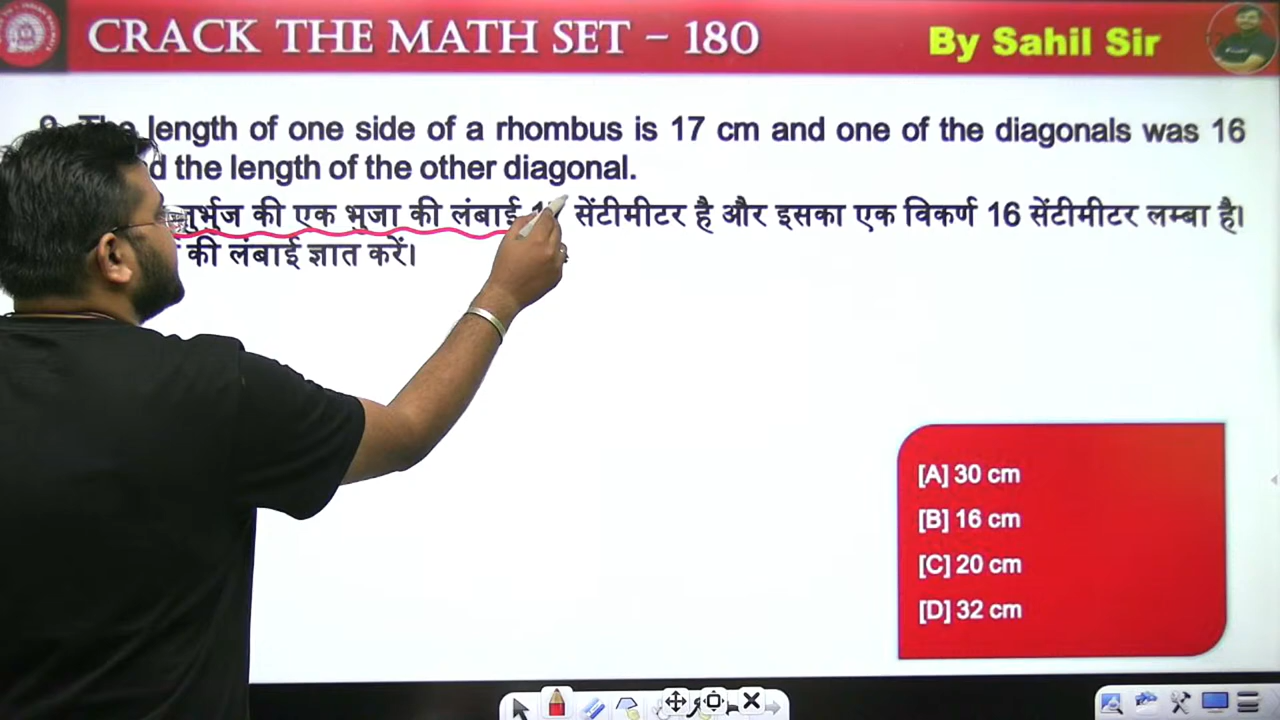 CRACK THE MATH SET – 180
By Sahil Sir
The length of one side of a rhombus is 17 cm and one of the diagonals was 16
the length of the other diagonal.
की एक भुजा की लंबाई सेंटीमीटर है और इसका एक विकर्ण 16 सेंटीमीटर लम्बा है।
की लंबाई ज्ञात करें।
[A] 30 cm
[B] 16 cm
[C] 20 cm
[D] 32 cm